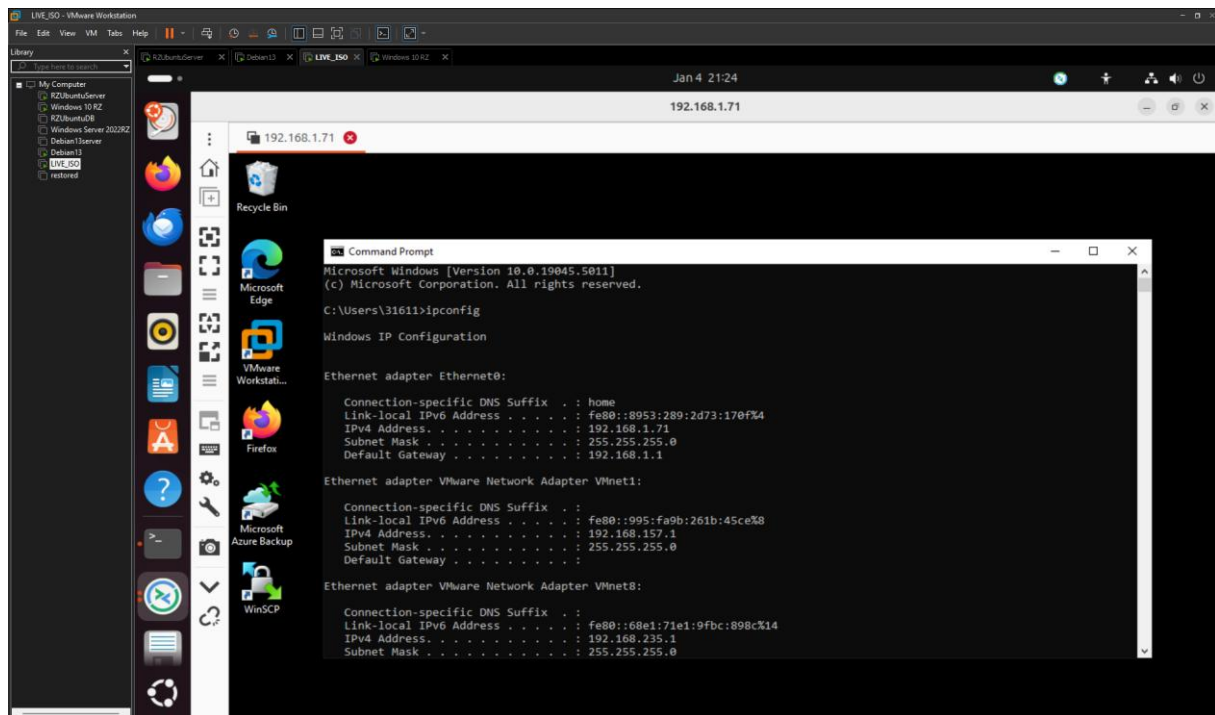 LIVE_ISO - VMware Workstation
File Edit View VM Tabs Help
Library
Type here to search
My Computer
RZUbuntuServer
Windows 10 RZ
RZUbuntuDB
Windows Server 2022RZ
Debian13server
Debian13
LIVE_ISO
restored
RZUbuntuServer
Debian13
LIVE_ISO
Windows 10 RZ
Jan 4 21:24
192.168.1.71
192.168.1.71
Recycle Bin
Microsoft
Edge
VMware
Workstati...
Firefox
Microsoft
Azure Backup
WinSCP
Command Prompt
Microsoft Windows [Version 10.0.19045.5011]
(c) Microsoft Corporation. All rights reserved.
C:\Users\31611>ipconfig
Windows IP Configuration
Ethernet adapter Ethernet0:
Connection-specific DNS Suffix . : home
Link-local IPv6 Address . . . . . : fe80::8953:289:2d73:170f%4
IPv4 Address. . . . . . . . . . . : 192.168.1.71
Subnet Mask . . . . . . . . . . . : 255.255.255.0
Default Gateway . . . . . . . . . : 192.168.1.1
Ethernet adapter VMware Network Adapter VMnet1:
Connection-specific DNS Suffix . :
Link-local IPv6 Address . . . . . : fe80::995:fa9b:261b:45ce%8
IPv4 Address. . . . . . . . . . . : 192.168.157.1
Subnet Mask . . . . . . . . . . . : 255.255.255.0
Default Gateway . . . . . . . . . :
Ethernet adapter VMware Network Adapter VMnet8:
Connection-specific DNS Suffix . :
Link-local IPv6 Address . . . . . : fe80::68e1:71e1:9fbc:898c%14
IPv4 Address. . . . . . . . . . . : 192.168.235.1
Subnet Mask . . . . . . . . . . . : 255.255.255.0